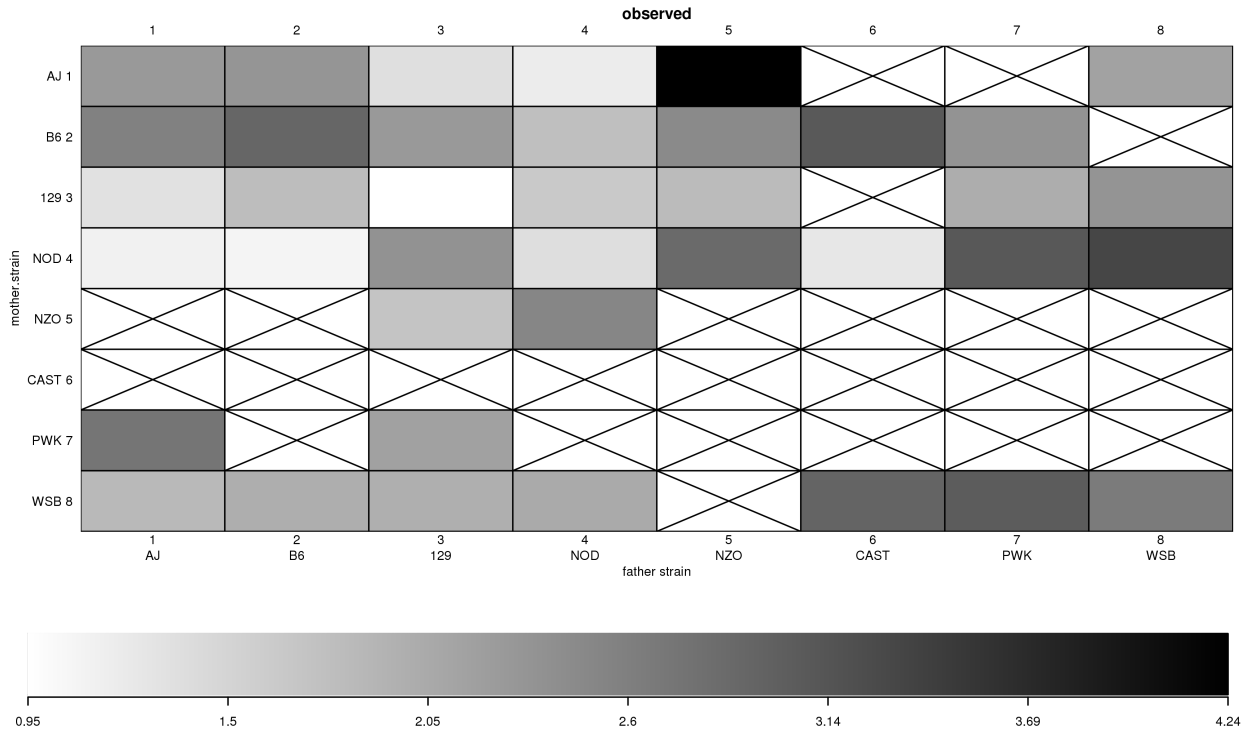 observed
1 2 3 4 5 6 7 8
AJ 1
B6 2
129 3
NOD 4
NZO 5
CAST 6
PWK 7
WSB 8
mother.strain
1 2 3 4 5 6 7 8
AJ B6 129 NOD NZO CAST PWK WSB
father strain
0.95 1.5 2.05 2.6 3.14 3.69 4.24